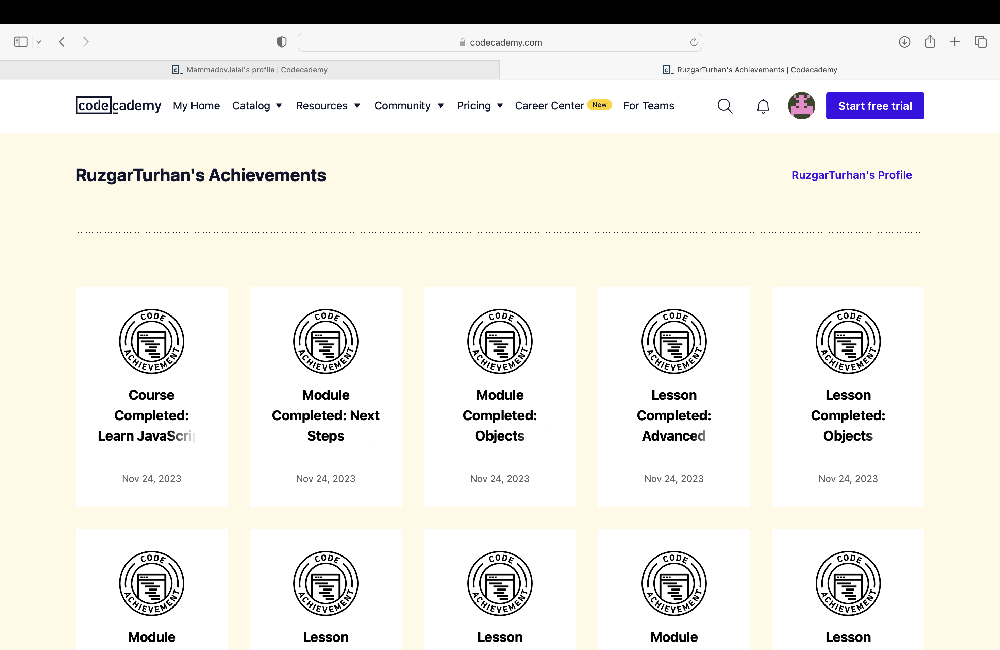 codecademy.com
MammadovJalal's profile | Codecademy
RuzgarTurhan's Achievements | Codecademy
codecademy My Home Catalog Resources Community Pricing Career Center New For Teams Start free trial
RuzgarTurhan's Achievements
RuzgarTurhan's Profile
CODE ACHIEVEMENT
Course
Completed:
Learn JavaScrip
Nov 24, 2023
CODE ACHIEVEMENT
Module
Completed: Next
Steps
Nov 24, 2023
CODE ACHIEVEMENT
Module
Completed:
Objects
Nov 24, 2023
CODE ACHIEVEMENT
Lesson
Completed:
Advanced
Nov 24, 2023
CODE ACHIEVEMENT
Lesson
Completed:
Objects
Nov 24, 2023
CODE ACHIEVEMENT
Module
CODE ACHIEVEMENT
Lesson
CODE ACHIEVEMENT
Lesson
CODE ACHIEVEMENT
Module
CODE ACHIEVEMENT
Lesson